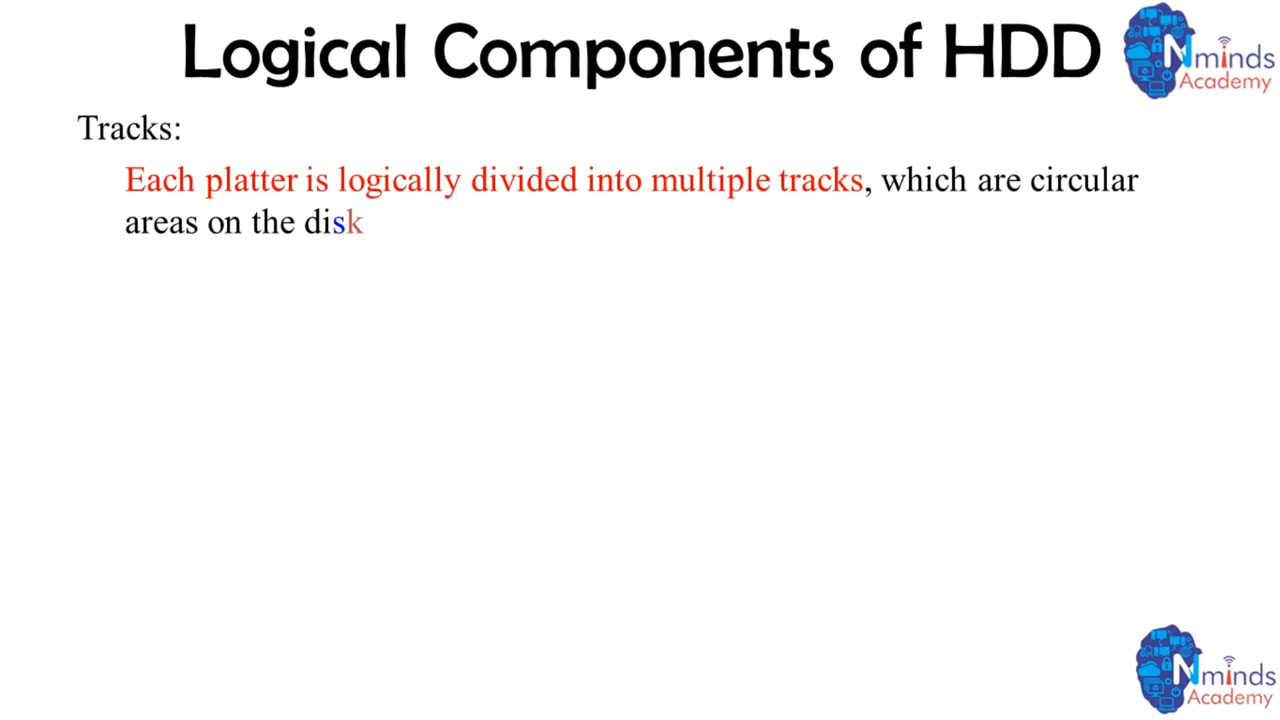 Logical Components of HDD
Nminds
Academy
Tracks:
Each platter is logically divided into multiple tracks, which are circular
areas on the disk
Nminds
Academy